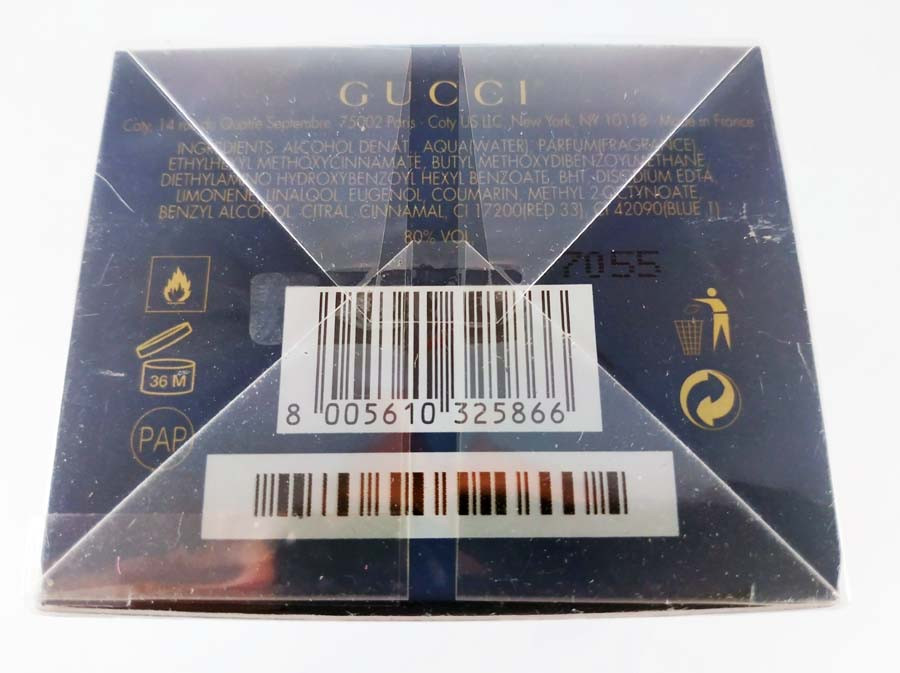 GUCCI
Coty, 14 rue du Quatre Septembre 75002 Paris · Coty US LLC New York, NY 10118 · Made in France
INGREDIENTS ALCOHOL DENAT., AQUA(WATER), PARFUM(FRAGRANCE),
ETHYLHEXYL METHOXYCINNAMATE, BUTYL METHOXYDIBENZOYLMETHANE,
DIETHYLAMINO HYDROXYBENZOYL HEXYL BENZOATE, BHT, DISODIUM EDTA,
LIMONENE, LINALOOL, EUGENOL, COUMARIN, METHYL 2-OCTYNOATE,
BENZYL ALCOHOL, CITRAL, CINNAMAL, CI 17200(RED 33), CI 42090(BLUE 1)
80% VOL
7055
36 M
PAP
8 005610 325866